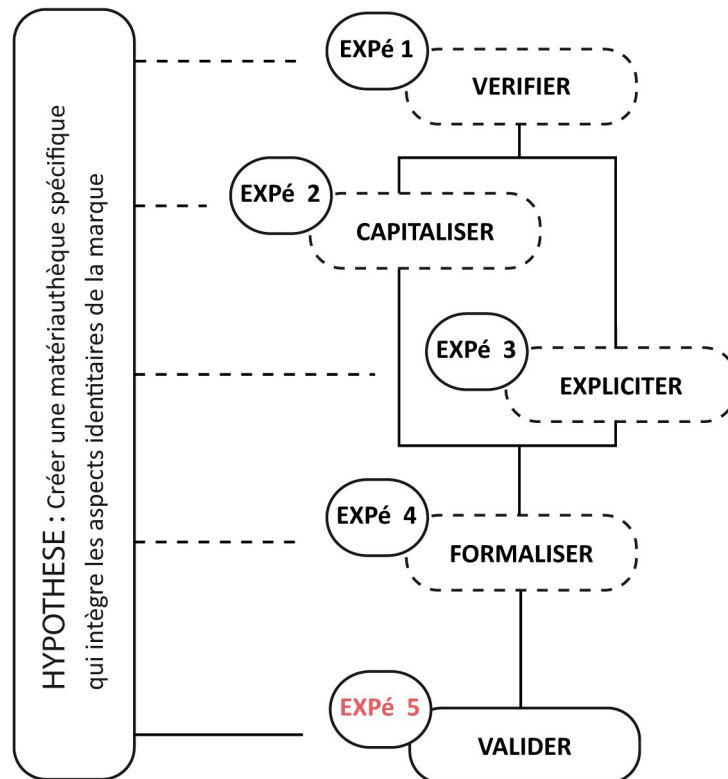 HYPOTHESE : Créer une matériauthèque spécifique
qui intègre les aspects identitaires de la marque
EXPé 1
VERIFIER
EXPé 2
CAPITALISER
EXPé 3
EXPLICITER
EXPé 4
FORMALISER
EXPé 5
VALIDER